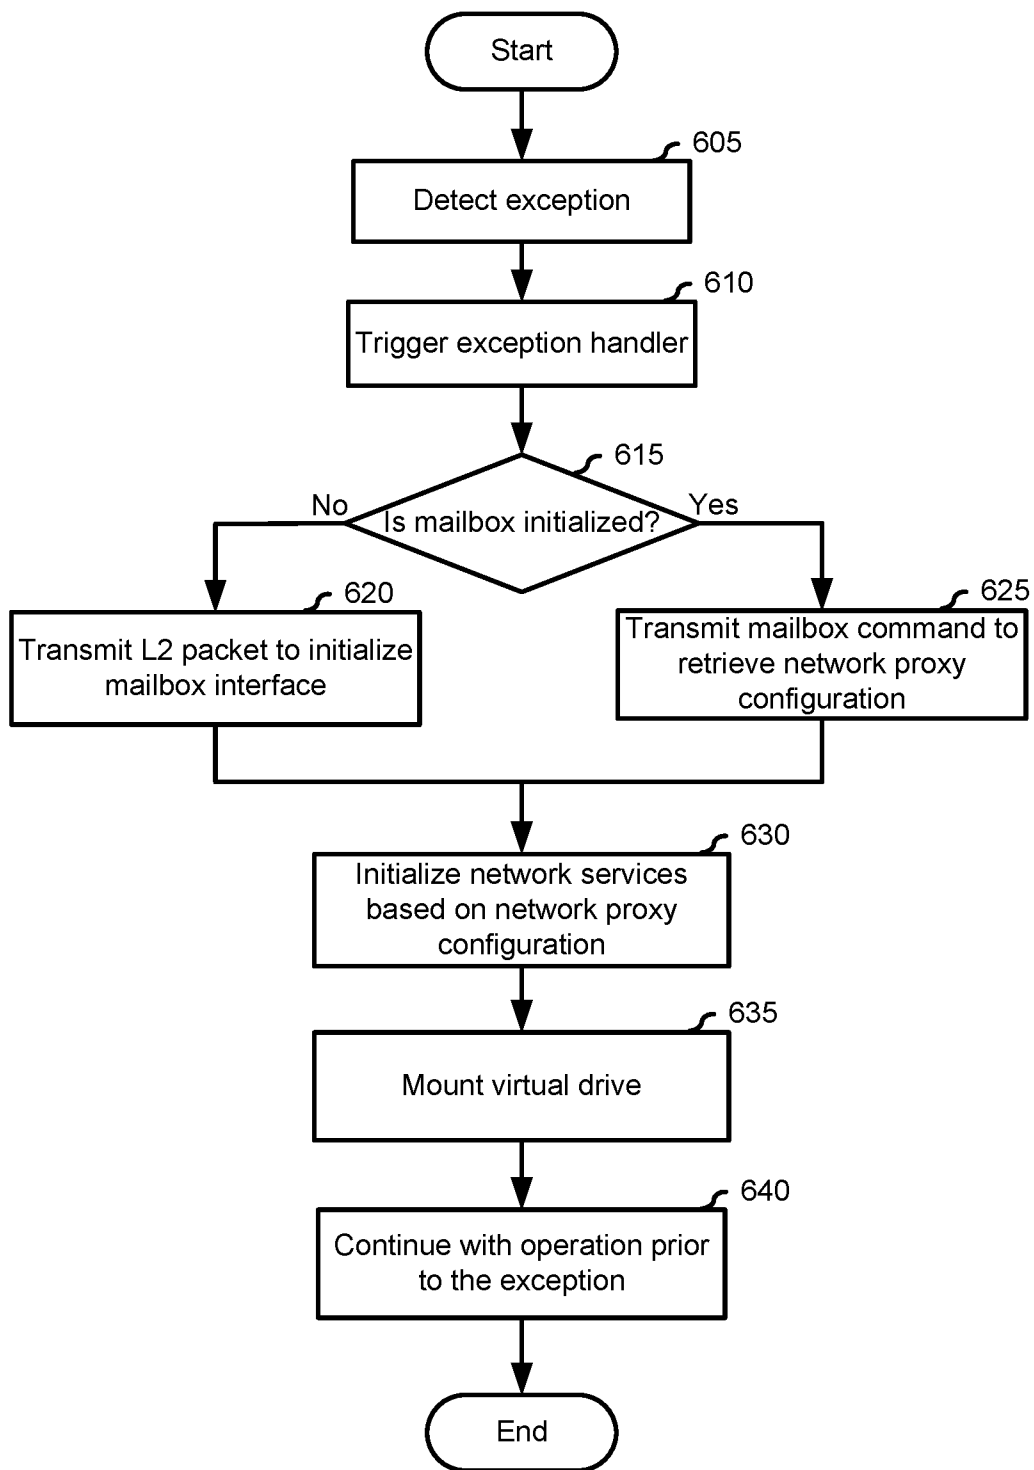 Start
605
Detect exception
610
Trigger exception handler
615
No
Yes
Is mailbox initialized?
620
Transmit L2 packet to initialize
mailbox interface
625
Transmit mailbox command to
retrieve network proxy
configuration
630
Initialize network services
based on network proxy
configuration
635
Mount virtual drive
640
Continue with operation prior
to the exception
End